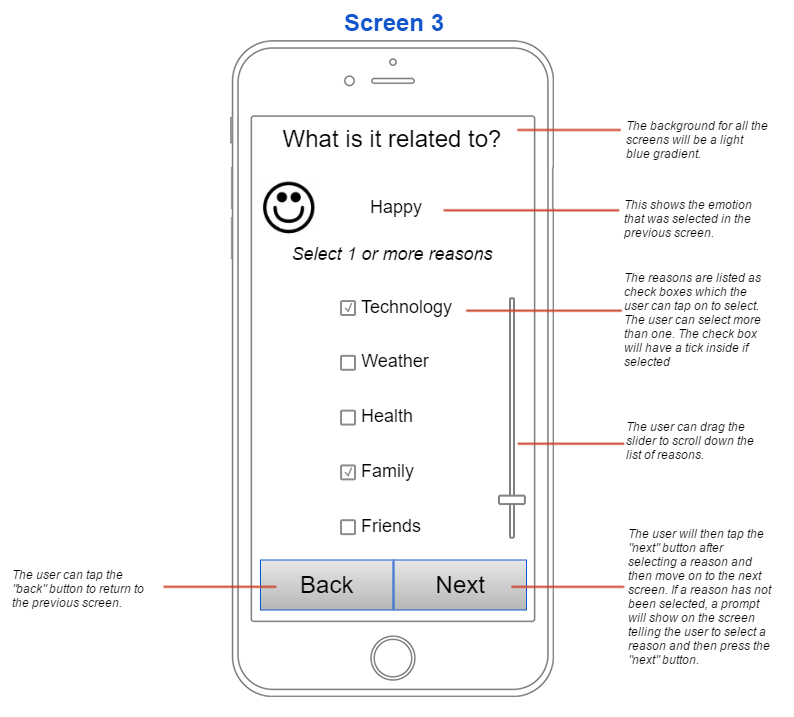 Screen 3
What is it related to?
The background for all the
screens will be a light
blue gradient.
Happy
This shows the emotion
that was selected in the
previous screen.
Select 1 or more reasons
Technology
The reasons are listed as
check boxes which the
user can tap on to select.
The user can select more
than one. The check box
will have a tick inside if
selected
Weather
Health
The user can drag the
slider to scroll down the
list of reasons.
Family
Friends
The user will then tap the
"next" button after
selecting a reason and
then move on to the next
screen. If a reason has not
been selected, a prompt
will show on the screen
telling the user to select a
reason and then press the
"next" button.
The user can tap the
"back" button to return to
the previous screen.
Back
Next